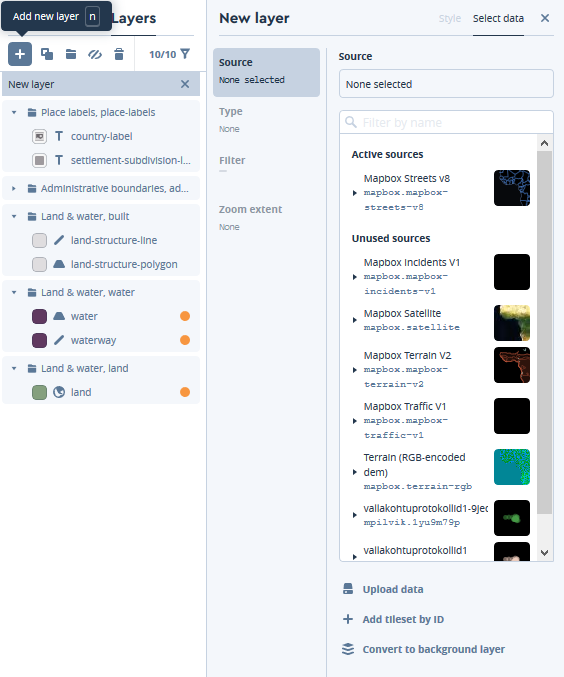 Add new layer n
Layers
New layer
Style
Select data
10/10
New layer
Place labels, place-labels
country-label
settlement-subdivision-l...
Administrative boundaries, ad...
Land & water, built
land-structure-line
land-structure-polygon
Land & water, water
water
waterway
Land & water, land
land
Source
None selected
Type
None
Filter
—
Zoom extent
None
Source
None selected
Filter by name
Active sources
Mapbox Streets v8
mapbox.mapbox-
streets-v8
Unused sources
Mapbox Incidents V1
mapbox.mapbox-
incidents-v1
Mapbox Satellite
mapbox.satellite
Mapbox Terrain V2
mapbox.mapbox-
terrain-v2
Mapbox Traffic V1
mapbox.mapbox-
traffic-v1
Terrain (RGB-encoded
dem)
mapbox.terrain-rgb
vallakohtuprotokollid1-9jec
mpilvik.1yu9m79p
vallakohtuprotokollid1
Upload data
Add tileset by ID
Convert to background layer